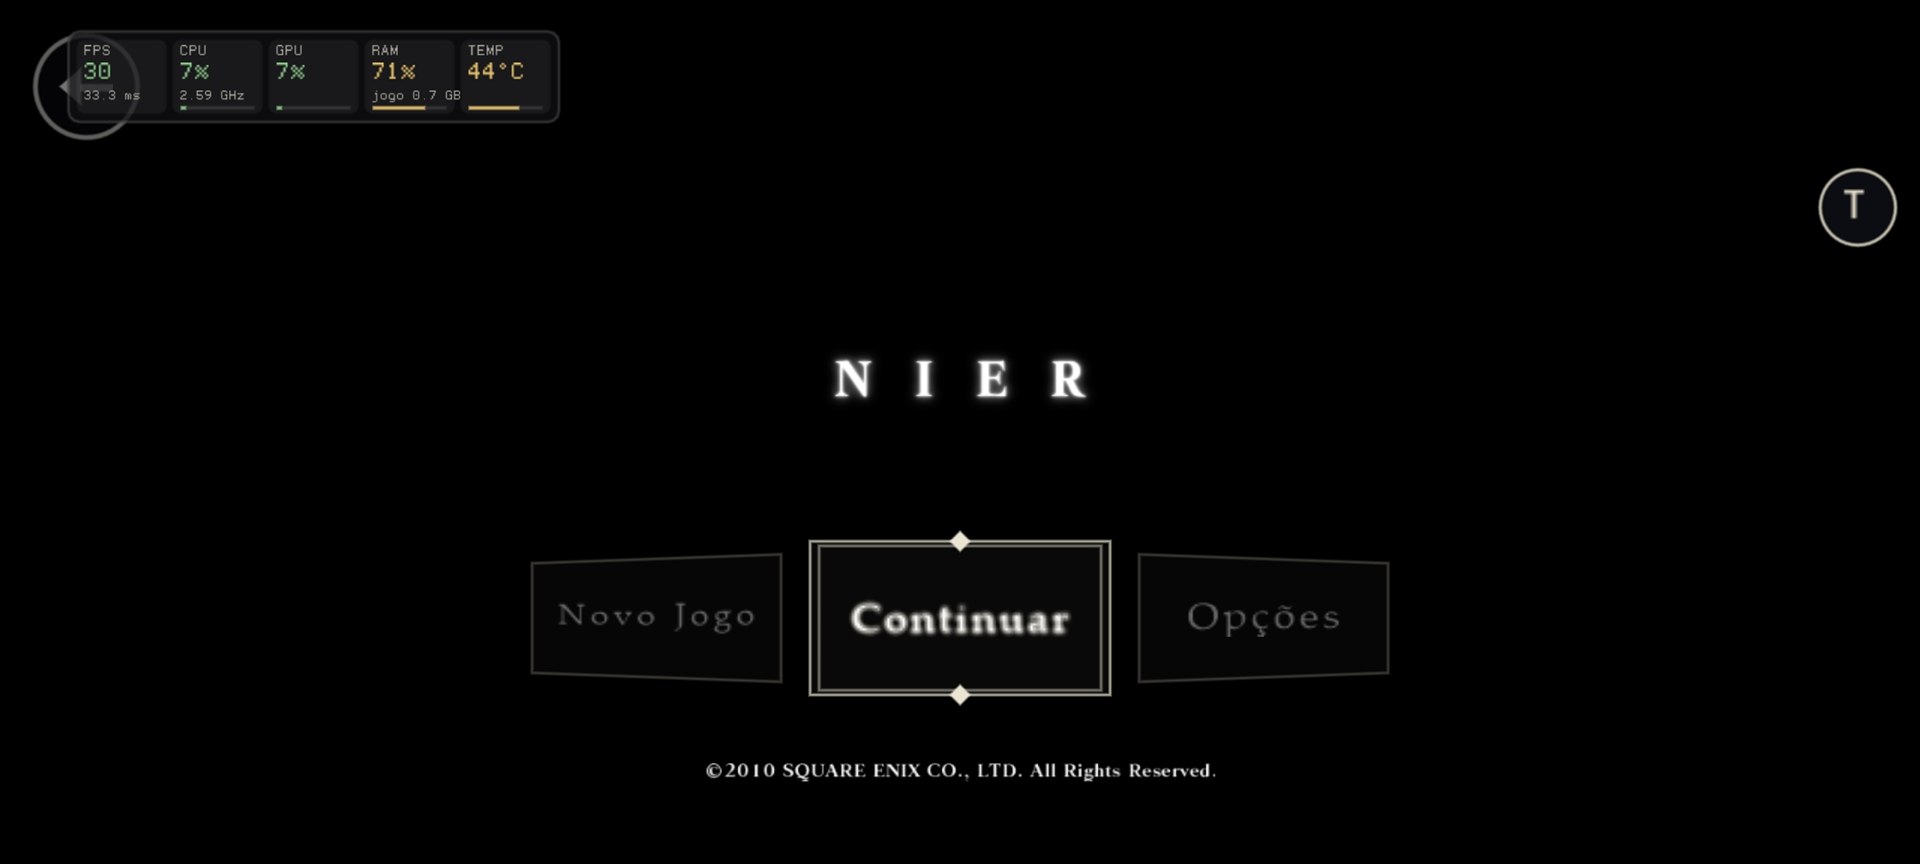 FPS CPU GPU RAM TEMP
30 7% 7% 71% 44°C
33.3 ms 2.59 GHz jogo 0.7 GB
T
NIER
Novo Jogo Continuar Opções
©2010 SQUARE ENIX CO., LTD. All Rights Reserved.